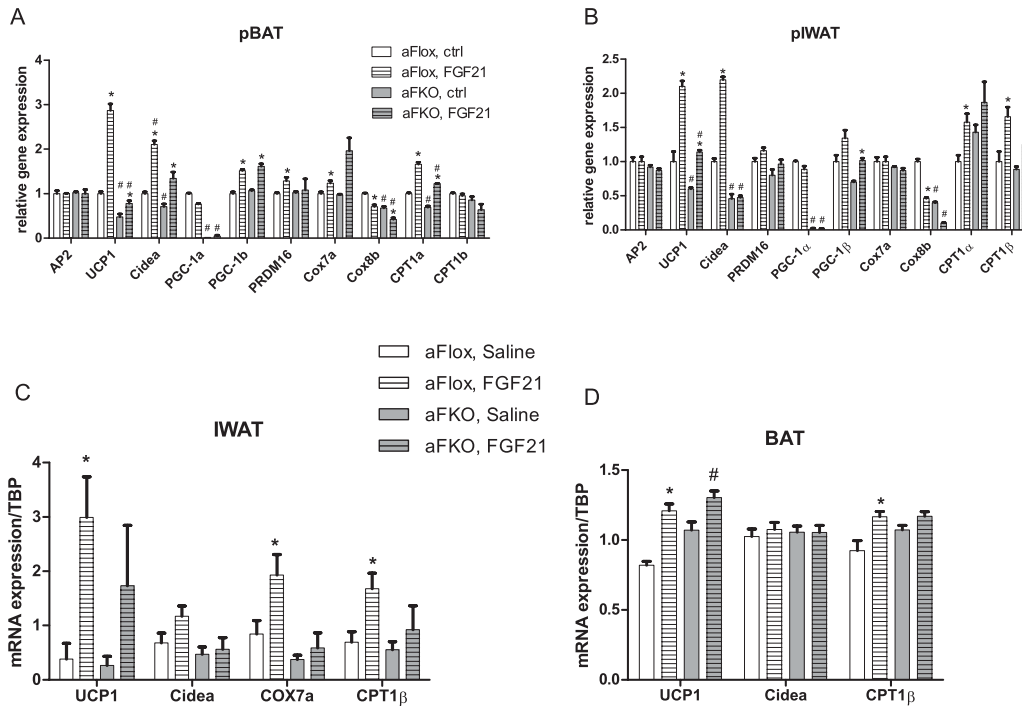 A
pBAT
relative gene expression
4
3
2
1
0
aFlox, ctrl
aFlox, FGF21
aFKO, ctrl
aFKO, FGF21
*
#
*
# #
*
#
*
#
*
# #
* *
*
*
* #
#
*
*
#
#
*
AP2
UCP1
Cidea
PGC-1a
PGC-1b
PRDM16
Cox7a
Cox8b
CPT1a
CPT1b
B
pIWAT
relative gene expression
2.5
2.0
1.5
1.0
0.5
0.0
*
#
#
*
*
# #
# #
*
* #
#
*
*
AP2
UCP1
Cidea
PRDM16
PGC-1α
PGC-1β
Cox7a
Cox8b
CPT1α
CPT1β
aFlox, Saline
aFlox, FGF21
aFKO, Saline
aFKO, FGF21
C
IWAT
mRNA expression/TBP
4
3
2
1
0
*
*
*
UCP1
Cidea
COX7a
CPT1β
D
BAT
mRNA expression/TBP
1.5
1.0
0.5
0.0
*
#
*
UCP1
Cidea
CPT1β